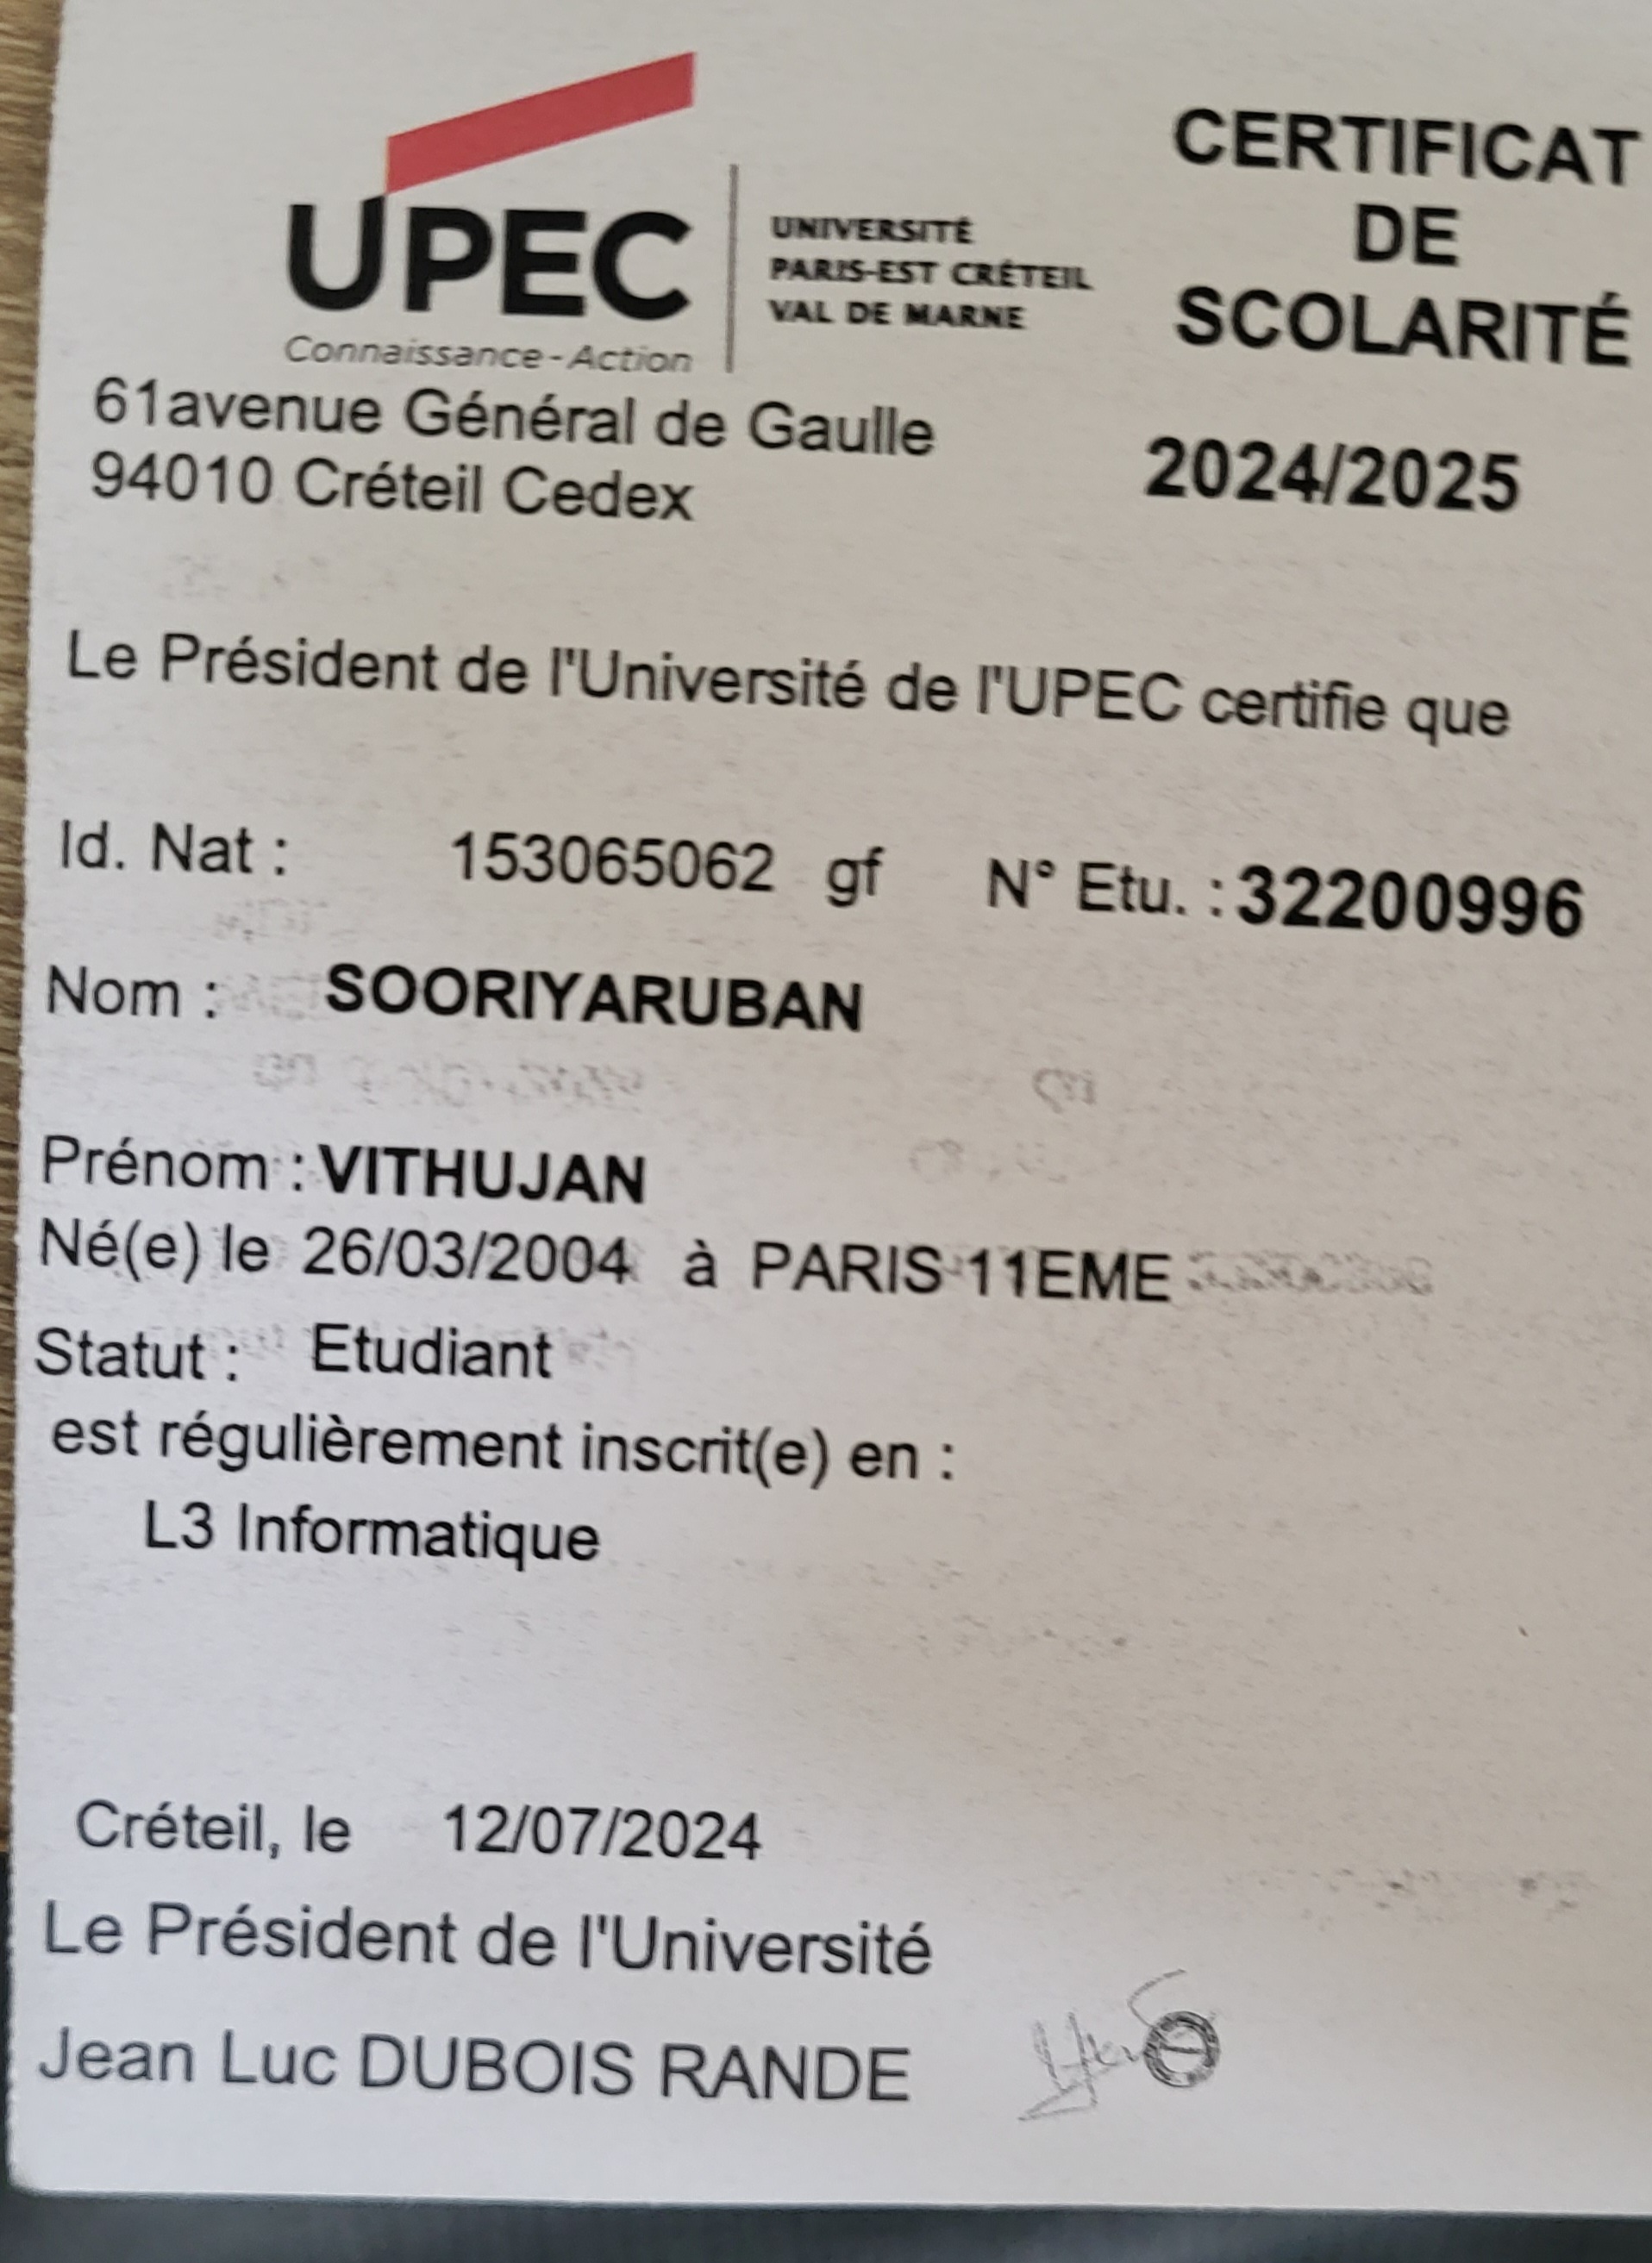 UPEC
Connaissance - Action
UNIVERSITÉ
PARIS-EST CRÉTEIL
VAL DE MARNE
CERTIFICAT
DE
SCOLARITÉ
61avenue Général de Gaulle
94010 Créteil Cedex
2024/2025
Le Président de l'Université de l'UPEC certifie que
Id. Nat : 153065062 gf N° Etu. : 32200996
Nom : SOORIYARUBAN
Prénom : VITHUJAN
Né(e) le 26/03/2004 à PARIS 11EME
Statut : Etudiant
est régulièrement inscrit(e) en :
L3 Informatique
Créteil, le 12/07/2024
Le Président de l'Université
Jean Luc DUBOIS RANDE